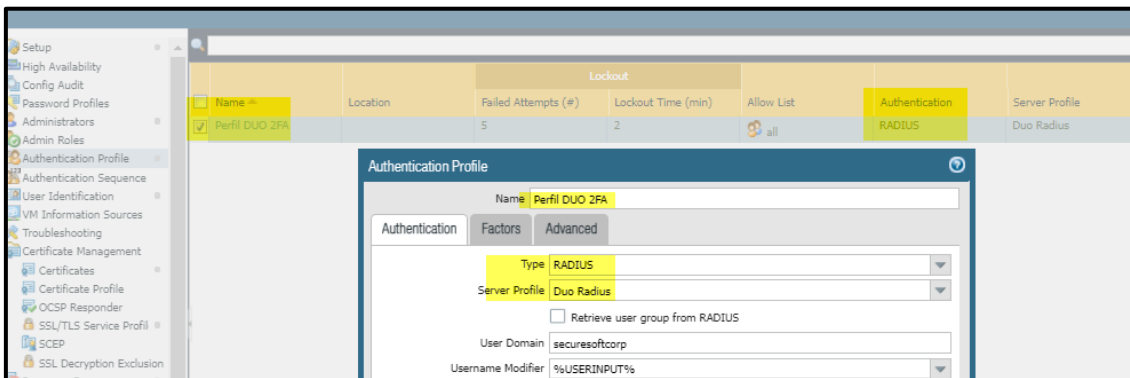 Setup
High Availability
Config Audit
Password Profiles
Administrators
Admin Roles
Authentication Profile
Authentication Sequence
User Identification
VM Information Sources
Troubleshooting
Certificate Management
Certificates
Certificate Profile
OCSP Responder
SSL/TLS Service Profil
SCEP
SSL Decryption Exclusion
Lockout
Name Location Failed Attempts (#) Lockout Time (min) Allow List Authentication Server Profile
Perfil DUO 2FA 5 2 all RADIUS Duo Radius
Authentication Profile
Name Perfil DUO 2FA
Authentication Factors Advanced
Type RADIUS
Server Profile Duo Radius
Retrieve user group from RADIUS
User Domain securesoftcorp
Username Modifier %USERINPUT%